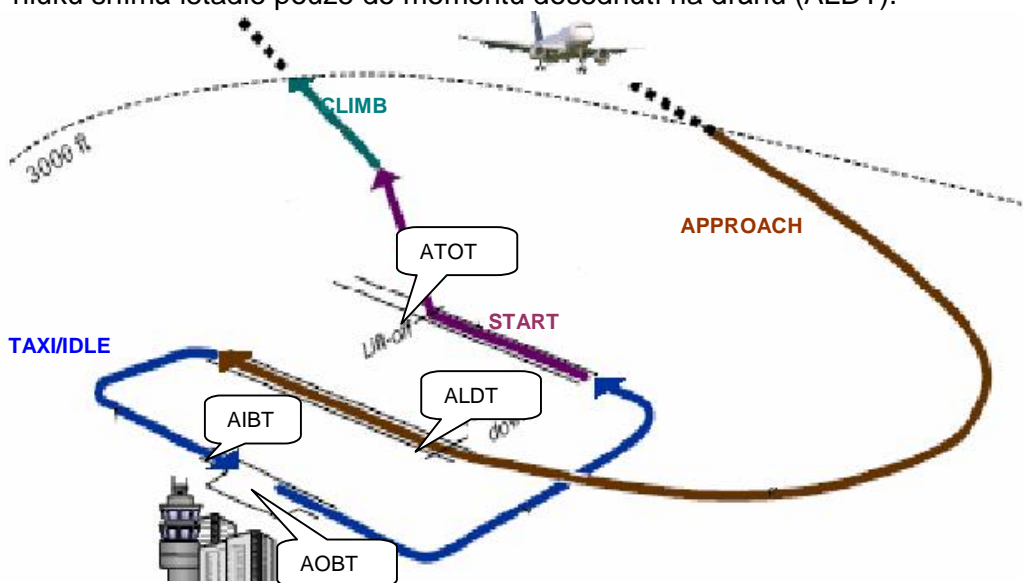 hluku snímá letadlo pouze do momentu dosednutí na dráhu (ALDT).
CLIMB
3000 ft
APPROACH
ATOT
START
Lift-off
TAXI/IDLE
ALDT
AIBT
AOBT